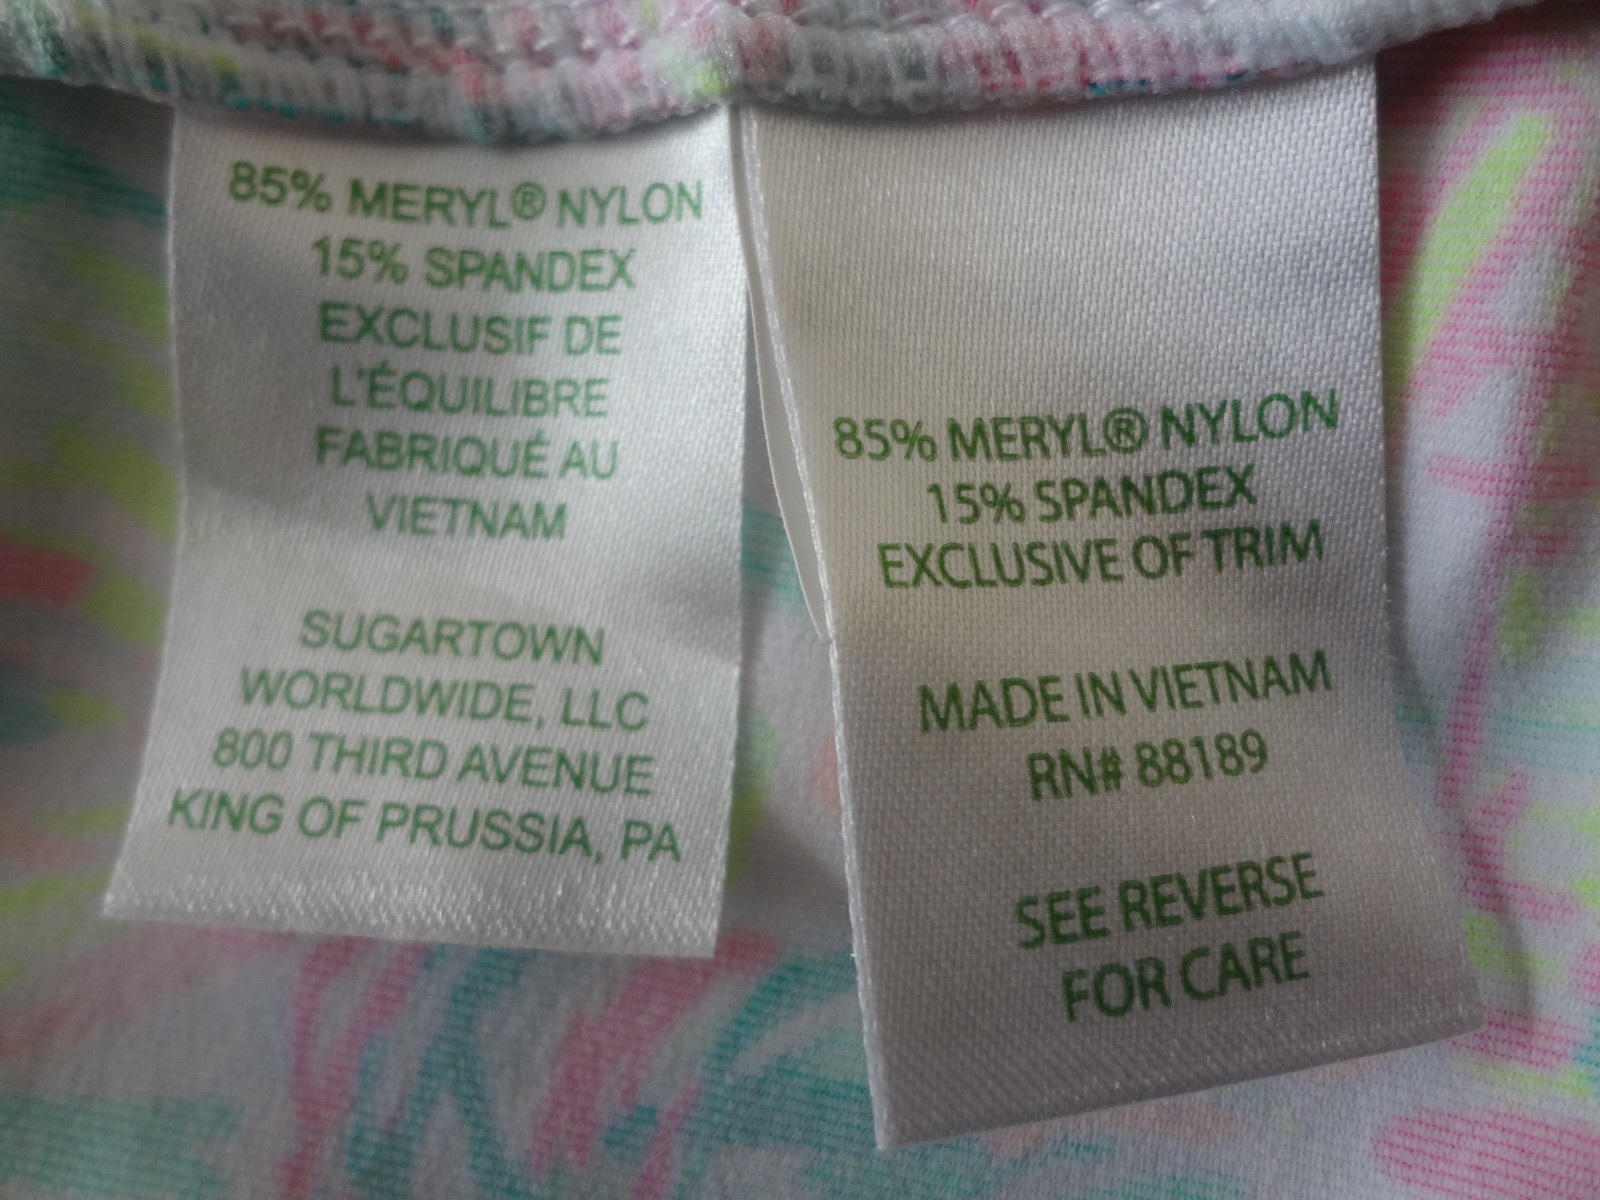 85% MERYL® NYLON
15% SPANDEX
EXCLUSIF DE
L'ÉQUILIBRE
FABRIQUÉ AU
VIETNAM
SUGARTOWN
WORLDWIDE, LLC
800 THIRD AVENUE
KING OF PRUSSIA, PA
85% MERYL® NYLON
15% SPANDEX
EXCLUSIVE OF TRIM
MADE IN VIETNAM
RN# 88189
SEE REVERSE
FOR CARE